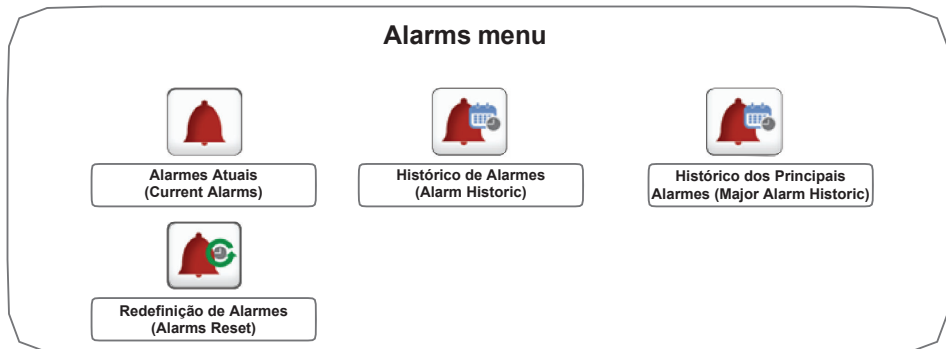 Alarms menu
Alarmes Atuais
(Current Alarms)
Histórico de Alarmes
(Alarm Historic)
Histórico dos Principais
Alarmes (Major Alarm Historic)
Redefinição de Alarmes
(Alarms Reset)